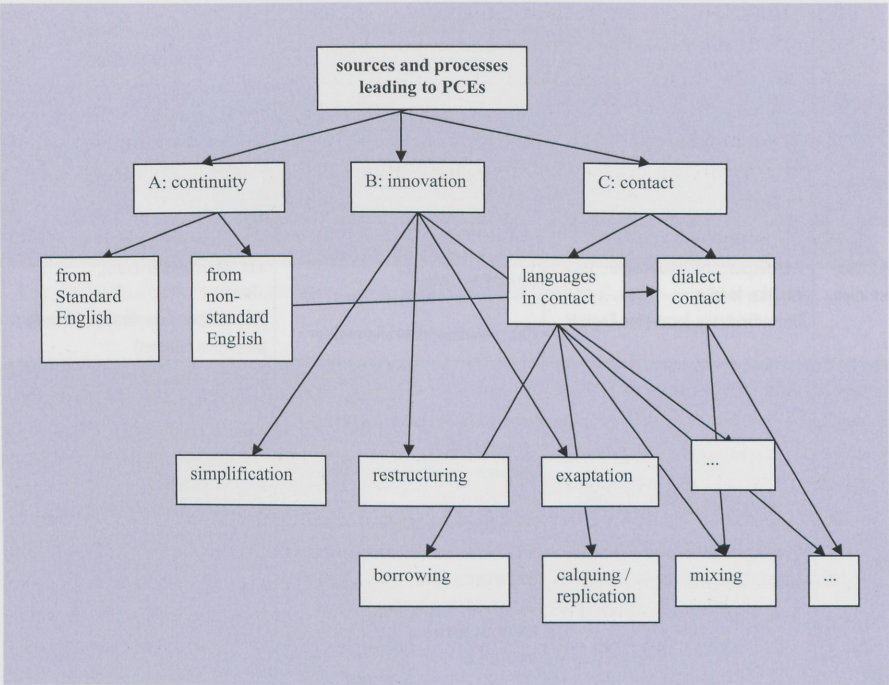 sources and processes
leading to PCEs
A: continuity
B: innovation
C: contact
from
Standard
English
from
non-
standard
English
languages
in contact
dialect
contact
simplification
restructuring
exaptation
...
borrowing
calquing /
replication
mixing
...